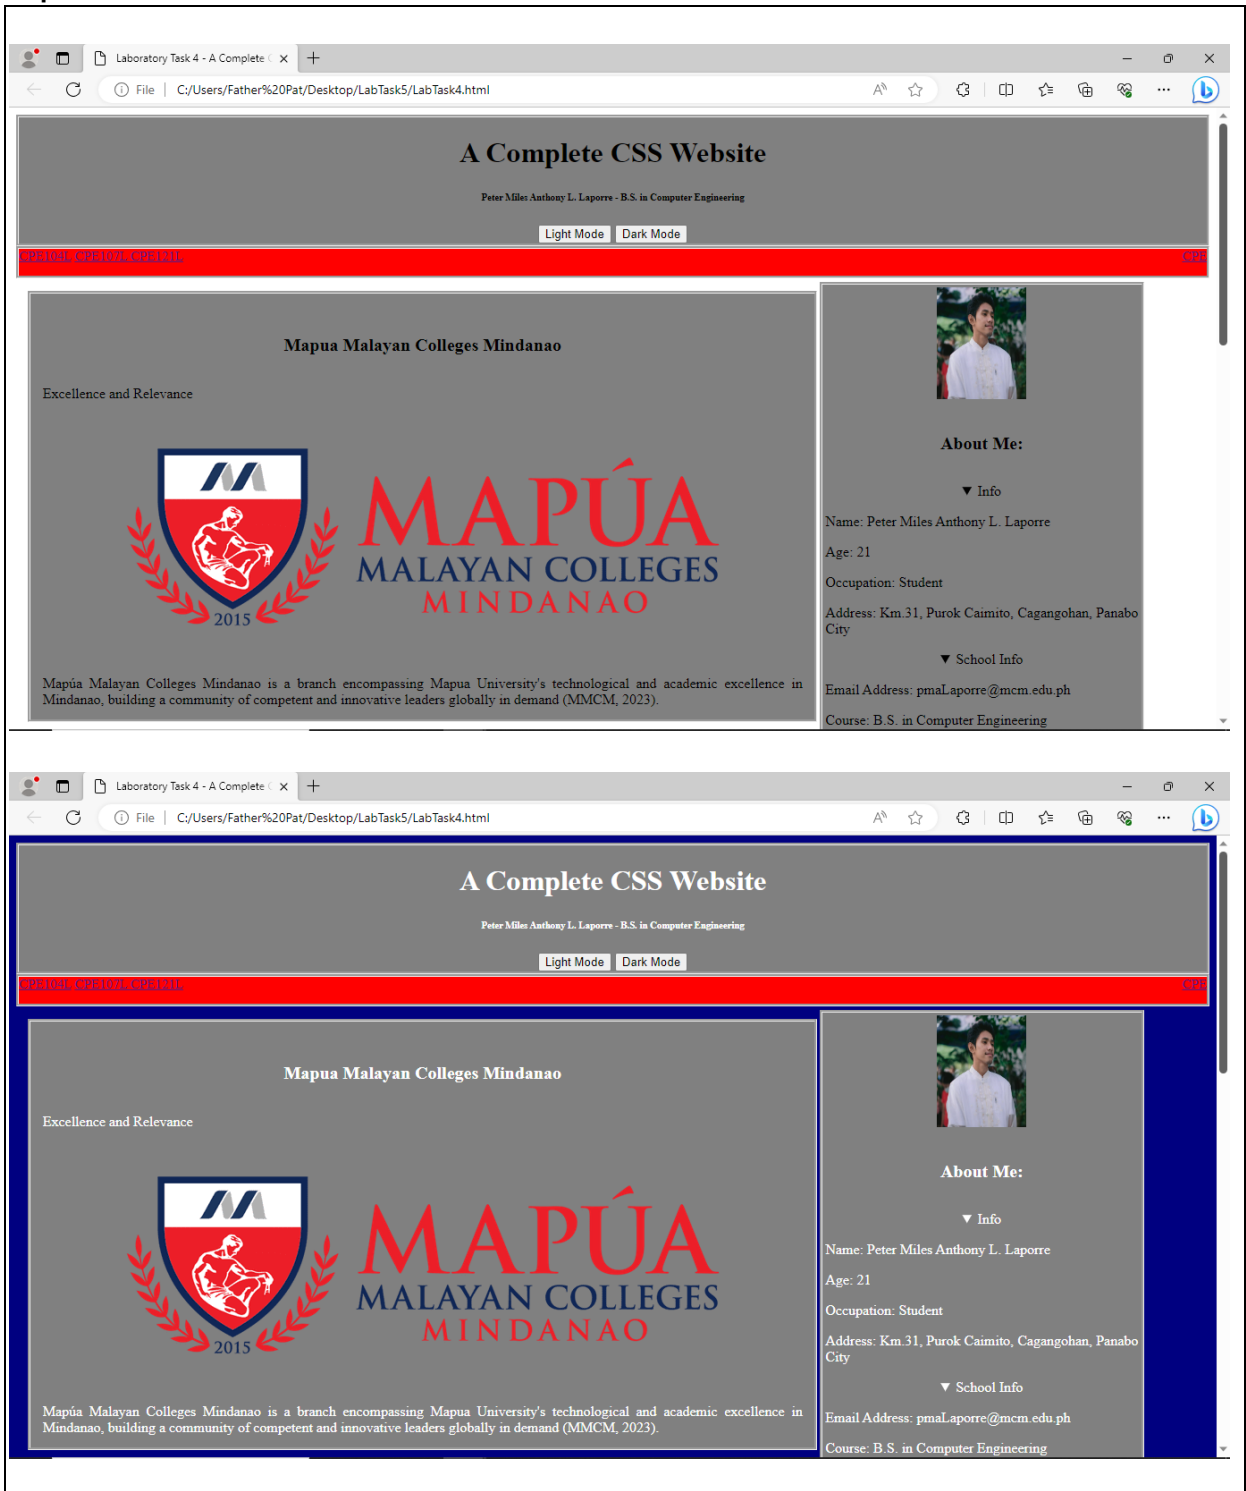 Laboratory Task 4 - A Complete C
File | C:/Users/Father%20Pat/Desktop/LabTask5/LabTask4.html
A Complete CSS Website
Peter Miles Anthony L. Laporre - B.S. in Computer Engineering
Light Mode Dark Mode
CPE104L CPE107L CPE121L CPE
Mapua Malayan Colleges Mindanao
Excellence and Relevance
MAPÚA
MALAYAN COLLEGES
MINDANAO
2015
Mapúa Malayan Colleges Mindanao is a branch encompassing Mapua University's technological and academic excellence in
Mindanao, building a community of competent and innovative leaders globally in demand (MMCM, 2023).
About Me:
▼ Info
Name: Peter Miles Anthony L. Laporre
Age: 21
Occupation: Student
Address: Km.31, Purok Caimito, Cagangohan, Panabo
City
▼ School Info
Email Address: pmaLaporre@mcm.edu.ph
Course: B.S. in Computer Engineering
Laboratory Task 4 - A Complete C
File | C:/Users/Father%20Pat/Desktop/LabTask5/LabTask4.html
A Complete CSS Website
Peter Miles Anthony L. Laporre - B.S. in Computer Engineering
Light Mode Dark Mode
CPE104L CPE107L CPE121L CPE
Mapua Malayan Colleges Mindanao
Excellence and Relevance
MAPÚA
MALAYAN COLLEGES
MINDANAO
2015
Mapúa Malayan Colleges Mindanao is a branch encompassing Mapua University's technological and academic excellence in
Mindanao, building a community of competent and innovative leaders globally in demand (MMCM, 2023).
About Me:
▼ Info
Name: Peter Miles Anthony L. Laporre
Age: 21
Occupation: Student
Address: Km.31, Purok Caimito, Cagangohan, Panabo
City
▼ School Info
Email Address: pmaLaporre@mcm.edu.ph
Course: B.S. in Computer Engineering